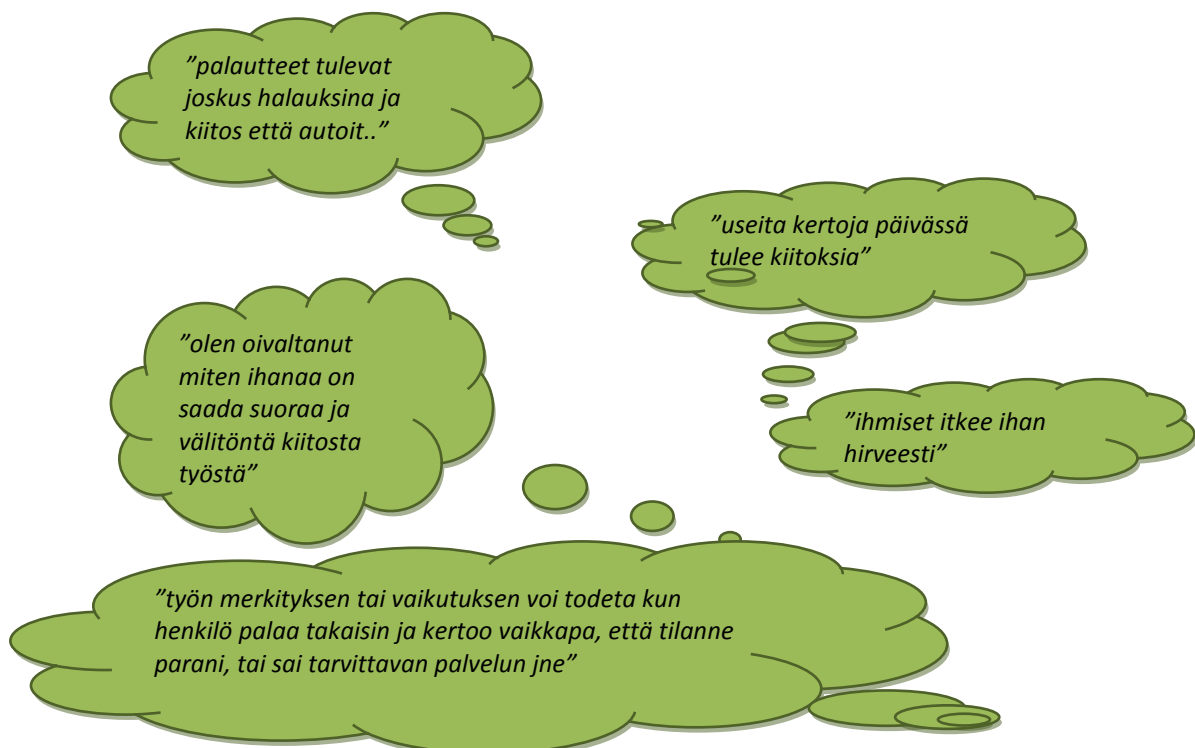 ”palautteet tulevat
joskus halauksina ja
kiitos että autoit..”
”useita kertoja päivässä
tulee kiitoksia”
”olen oivaltanut
miten ihanaa on
saada suoraa ja
välitöntä kiitosta
työstä”
”ihmiset itkee ihan
hirveesti”
”työn merkityksen tai vaikutuksen voi todeta kun
henkilö palaa takaisin ja kertoo vaikkapa, että tilanne
parani, tai sai tarvittavan palvelun jne”